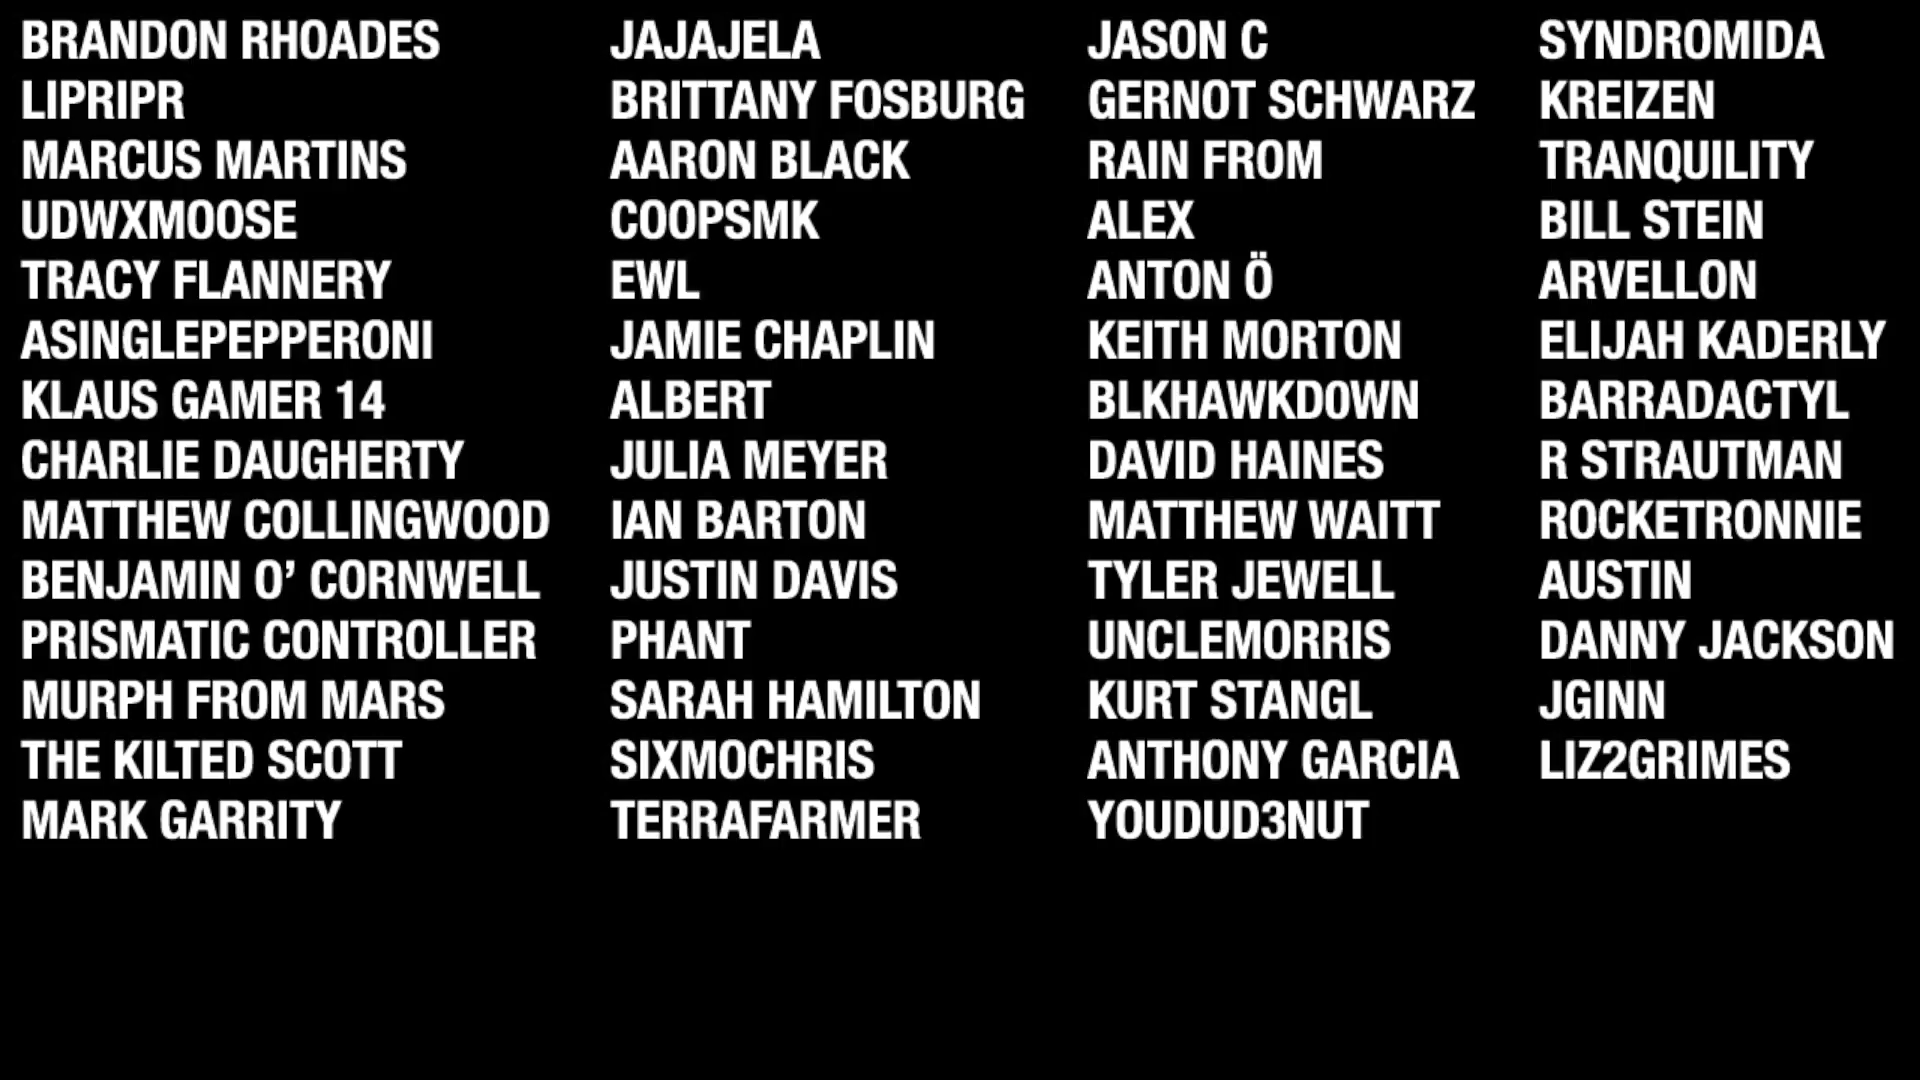 BRANDON RHOADES
LIPRIPR
MARCUS MARTINS
UDWXMOOSE
TRACY FLANNERY
ASINGLEPEPPERONI
KLAUS GAMER 14
CHARLIE DAUGHERTY
MATTHEW COLLINGWOOD
BENJAMIN O’ CORNWELL
PRISMATIC CONTROLLER
MURPH FROM MARS
THE KILTED SCOTT
MARK GARRITY
JAJAJELA
BRITTANY FOSBURG
AARON BLACK
COOPSMK
EWL
JAMIE CHAPLIN
ALBERT
JULIA MEYER
IAN BARTON
JUSTIN DAVIS
PHANT
SARAH HAMILTON
SIXMOCHRIS
TERRAFARMER
JASON C
GERNOT SCHWARZ
RAIN FROM
ALEX
ANTON Ö
KEITH MORTON
BLKHAWKD0WN
DAVID HAINES
MATTHEW WAITT
TYLER JEWELL
UNCLEMORRIS
KURT STANGL
ANTHONY GARCIA
YOUDUD3NUT
SYNDROMIDA
KREIZEN
TRANQUILITY
BILL STEIN
ARVELLON
ELIJAH KADERLY
BARRADACTYL
R STRAUTMAN
ROCKETRONNIE
AUSTIN
DANNY JACKSON
JGINN
LIZ2GRIMES